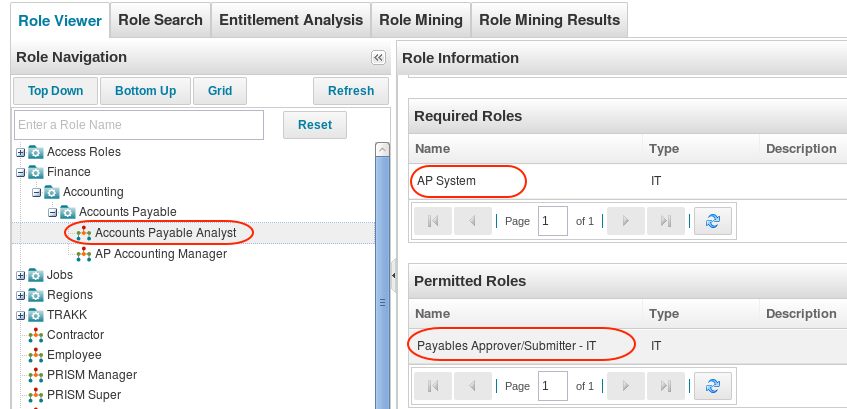 Role Viewer Role Search Entitlement Analysis Role Mining Role Mining Results
Role Navigation
Top Down Bottom Up Grid Refresh
Enter a Role Name Reset
Access Roles
Finance
Accounting
Accounts Payable
Accounts Payable Analyst
AP Accounting Manager
Jobs
Regions
TRAKK
Contractor
Employee
PRISM Manager
PRISM Super
Role Information
Required Roles
Name Type Description
AP System IT
Page 1 of 1
Permitted Roles
Name Type Description
Payables Approver/Submitter - IT IT
Page 1 of 1